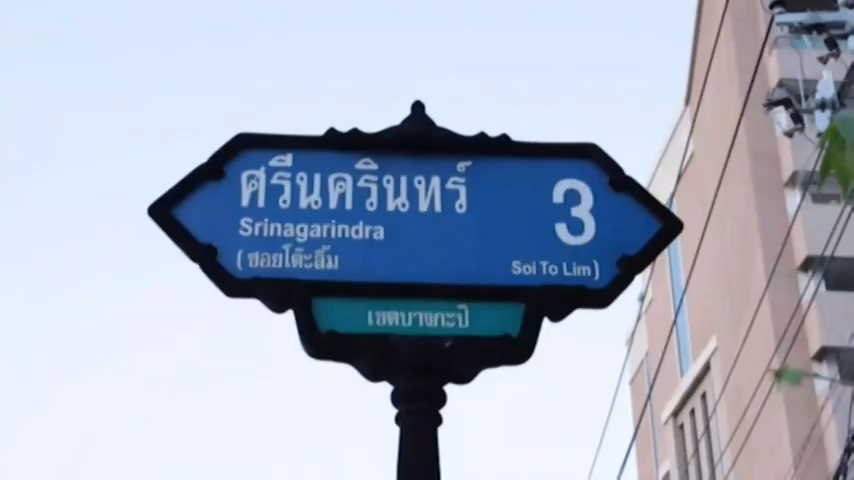 ศรีนครินทร์ 3
Srinagarindra
(ซอยโต๊ะลิ้ม Soi To Lim)
เขตบางกะปิ